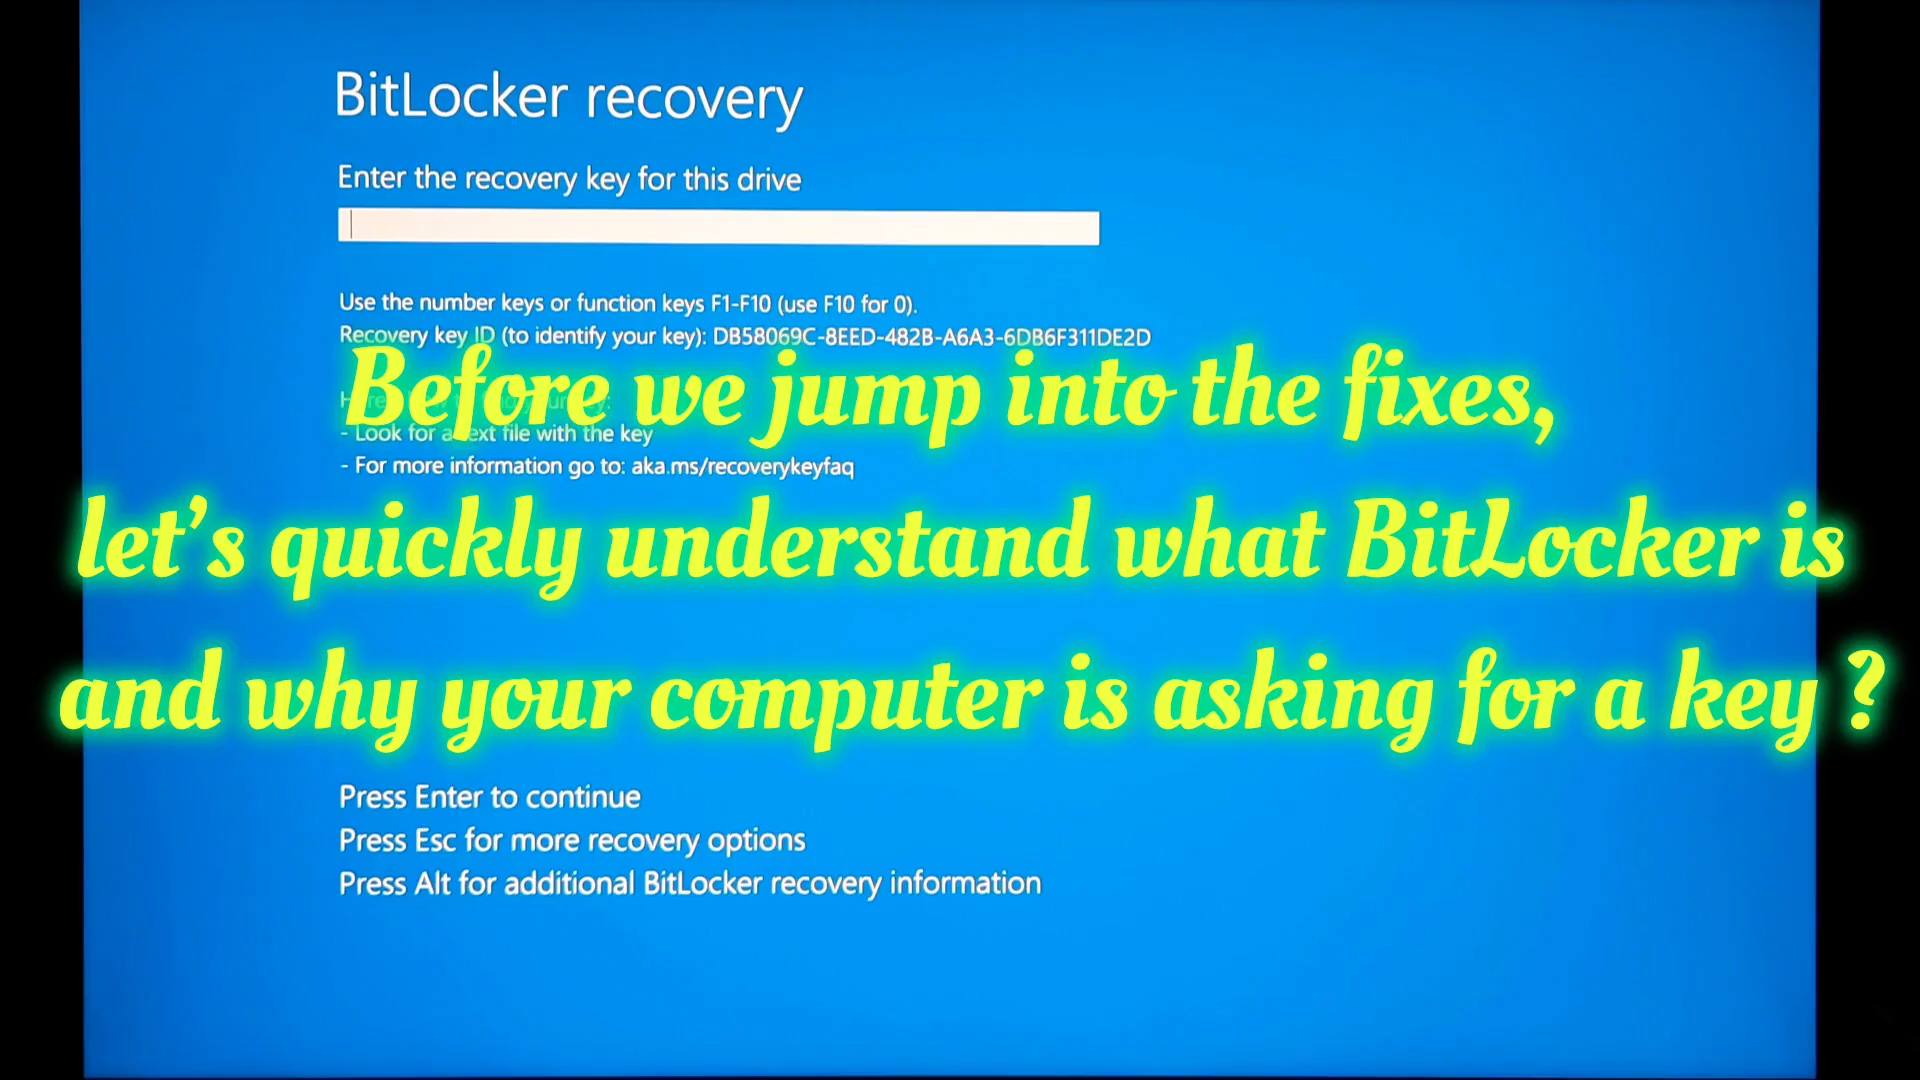 BitLocker recovery
Enter the recovery key for this drive
Use the number keys or function keys F1-F10 (use F10 for 0).
Recovery key ID (to identify your key): DB58069C-8EED-482B-A6A3-6DB6F311DE2D
Before we jump into the fixes,
- Look for a text file with the key
- For more information go to: aka.ms/recoverykeyfaq
let's quickly understand what BitLocker is
and why your computer is asking for a key ?
Press Enter to continue
Press Esc for more recovery options
Press Alt for additional BitLocker recovery information